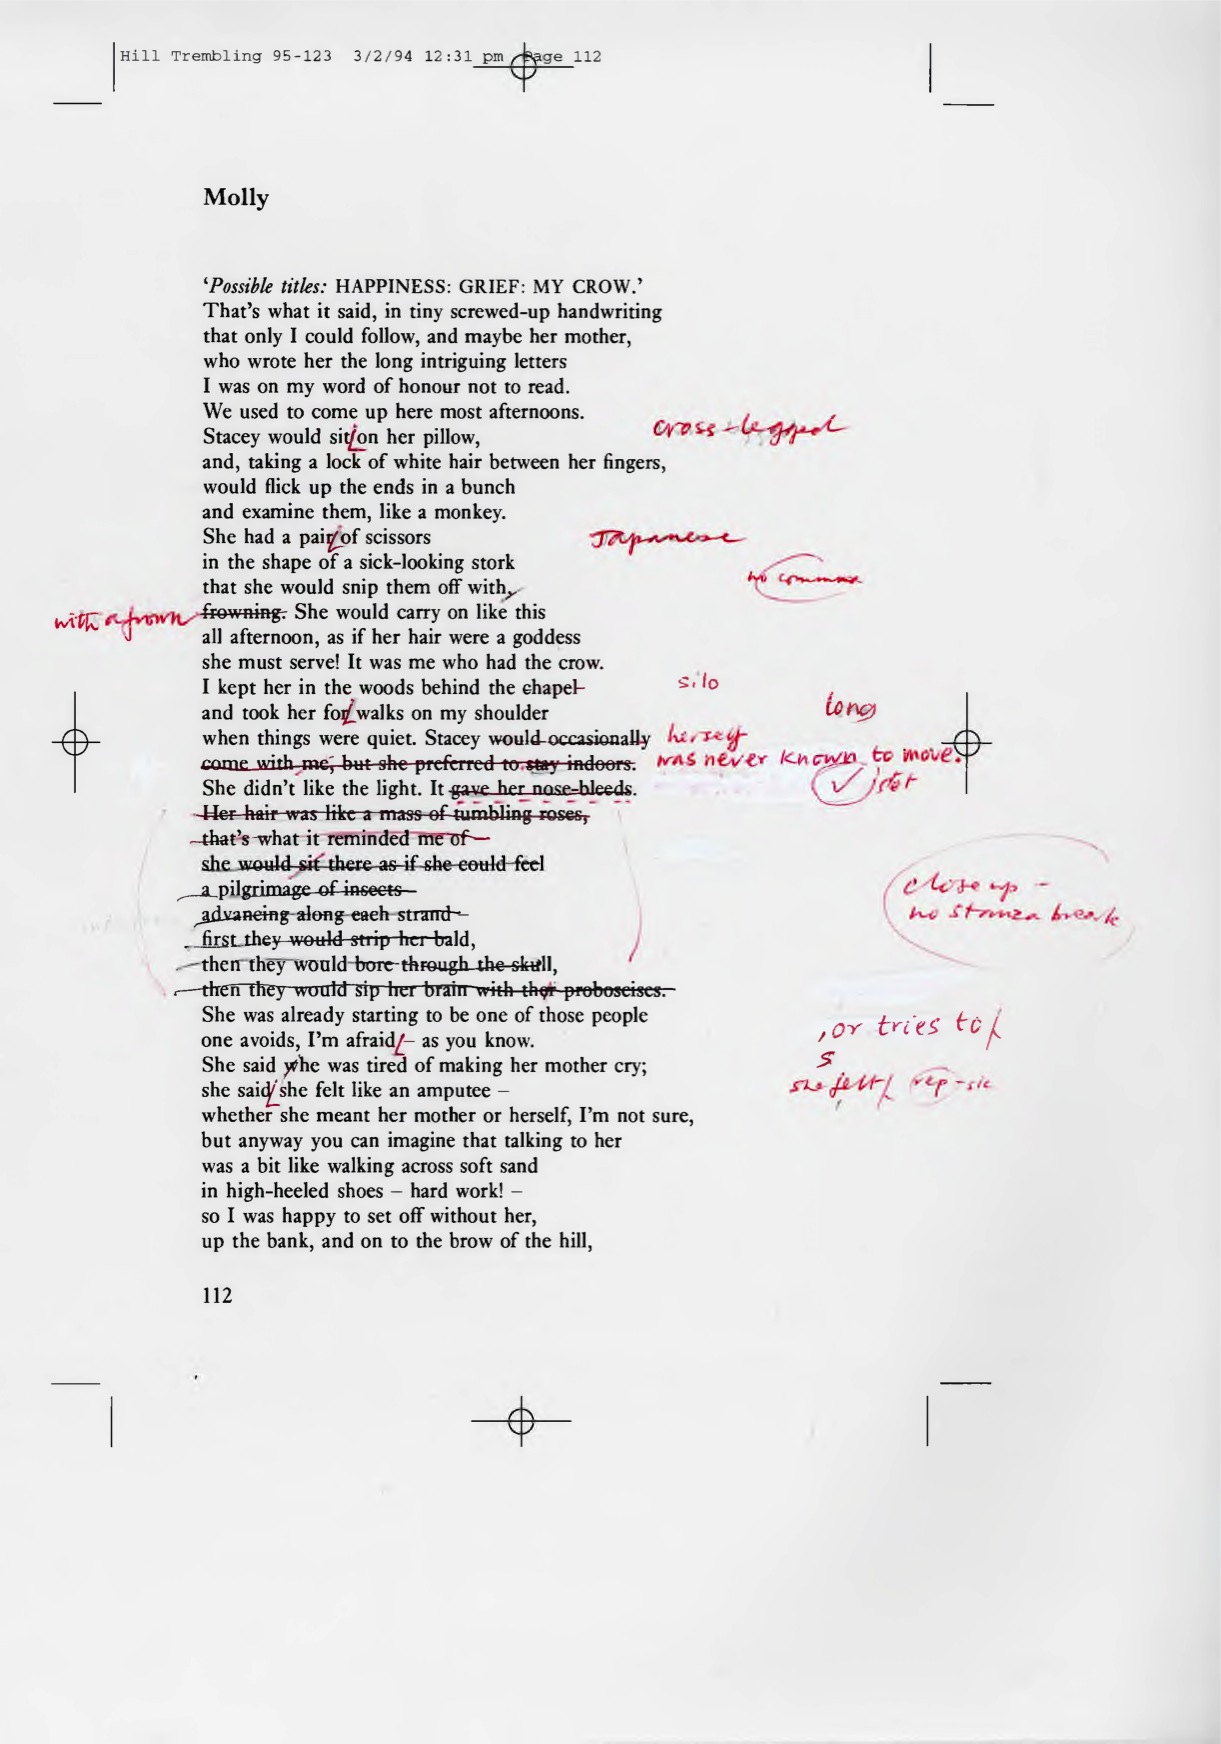 Hill Trembling 95-123 3/2/94 12:31 pm Page 112
Molly
‘Possible titles: HAPPINESS: GRIEF: MY CROW.’
That’s what it said, in tiny screwed-up handwriting
that only I could follow, and maybe her mother,
who wrote her the long intriguing letters
I was on my word of honour not to read.
We used to come up here most afternoons.
Stacey would sit on her pillow, cross-legged
and, taking a lock of white hair between her fingers,
would flick up the ends in a bunch
and examine them, like a monkey.
She had a pair of scissors Japanese
in the shape of a sick-looking stork
that she would snip them off with, no comma
with a frown frowning. She would carry on like this
all afternoon, as if her hair were a goddess
she must serve! It was me who had the crow.
I kept her in the woods behind the chapel silo
and took her for walks on my shoulder long
when things were quiet. Stacey would occasionally herself
come with me, but she preferred to stay indoors. was never known to move.
She didn’t like the light. It gave her nose-bleeds. stet
Her hair was like a mass of tumbling roses,
that’s what it reminded me of
she would sit there as if she could feel
a pilgrimage of insects
close up –
advancing along each strand
no stanza break
first they would strip her bald,
then they would bore through the skull,
then they would sip her brain with their proboscises.
She was already starting to be one of those people
one avoids, I’m afraid – as you know. , or tries to
She said whe was tired of making her mother cry; s
she said she felt like an amputee – she felt rep - sic
whether she meant her mother or herself, I’m not sure,
but anyway you can imagine that talking to her
was a bit like walking across soft sand
in high-heeled shoes – hard work! –
so I was happy to set off without her,
up the bank, and on to the brow of the hill,
112